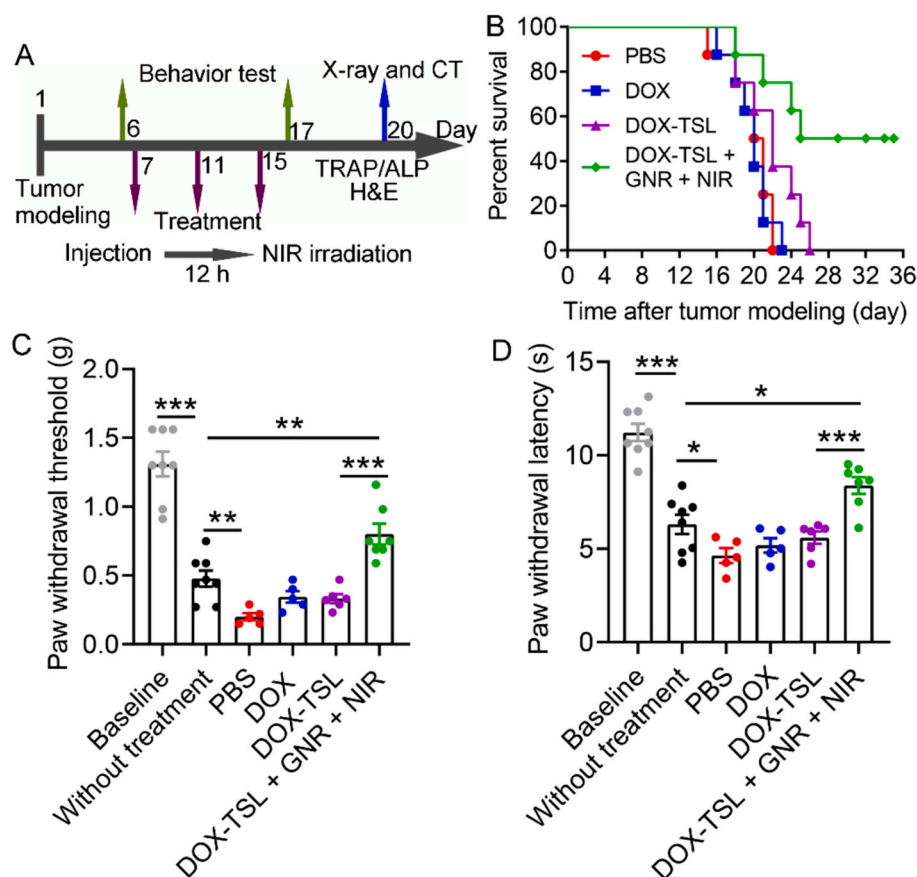 A
1
Behavior test
X-ray and CT
6
17
20
Day
7
11
15
Tumor
modeling
Treatment
TRAP/ALP
H&E
Injection
12 h
NIR irradiation
B
Percent survival
100
75
60
40
20
0
PBS
DOX
DOX-TSL
DOX-TSL +
GNR + NIR
0 4 8 12 16 20 24 28 32 36
Time after tumor modeling (day)
C
Paw withdrawal threshold (g)
2.0
1.5
1.0
0.5
0.0
***
**
**
***
Baseline
Without treatment
PBS
DOX
DOX-TSL
DOX-TSL + GNR + NIR
D
Paw withdrawal latency (s)
15
10
5
0
***
*
*
***
Baseline
Without treatment
PBS
DOX
DOX-TSL
DOX-TSL + GNR + NIR